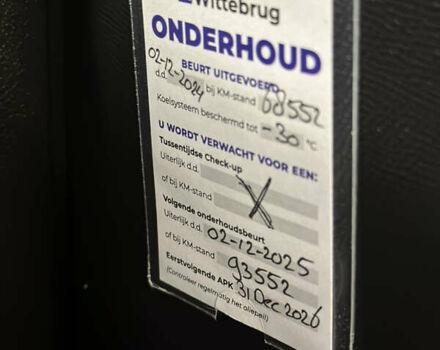 Wittebrug
ONDERHOUD
BEURT UITGEVOERD
d.d. 02-12-2024 bij KM-stand 68552
Koelsysteem beschermd tot -30 °C
U WORDT VERWACHT VOOR EEN:
Tussentijdse Check-up
Uiterlijk d.d.
of bij KM-stand
X
Volgende onderhoudsbeurt
Uiterlijk d.d. 02-12-2025
of bij KM-stand 93552
Eerstvolgende APK 31 Dec 2026
(Controleer regelmatig het oliepeil)